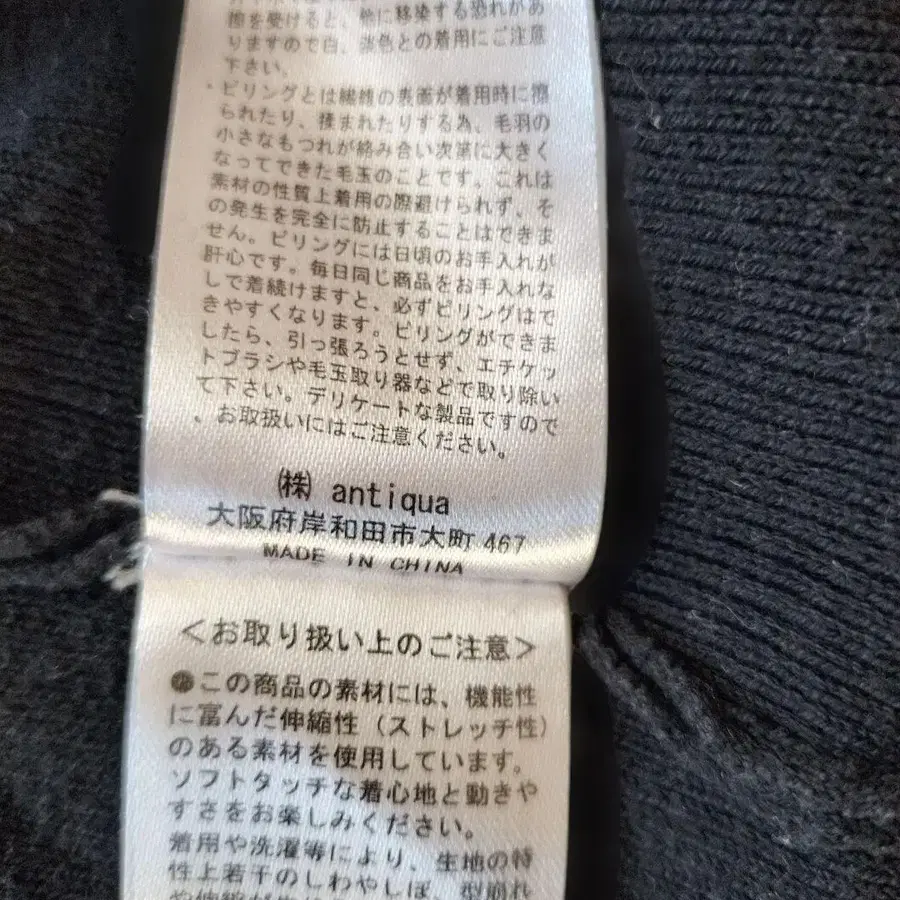 擦を受けると、他に移染する恐れがあ
りますので白、淡色との着用にご注意
下さい。
・ピリングとは繊維の表面が着用時に擦
られたり、揉まれたりする為、毛羽の
小さなもつれが絡み合い次第に大きく
なってできた毛玉のことです。これは
素材の性質上着用の際避けられず、そ
の発生を完全に防止することはできま
せん。ピリングには日頃のお手入れが
肝心です。毎日同じ商品をお手入れな
しで着続けますと、必ずピリングはで
きやすくなります。ピリングができま
したら、引っ張ろうとせず、エチケッ
トブラシや毛玉取り器などで取り除い
て下さい。デリケートな製品ですので
、お取扱いにはご注意ください。
㈱ antiqua
大阪府岸和田市大町 467
MADE IN CHINA
＜お取り扱い上のご注意＞
●この商品の素材には、機能性
に富んだ伸縮性（ストレッチ性）
のある素材を使用しています。
ソフトタッチな着心地と動きや
すさをお楽しみください。
着用や洗濯等により、生地の特
性上若干のしわやしぼ、型崩れ